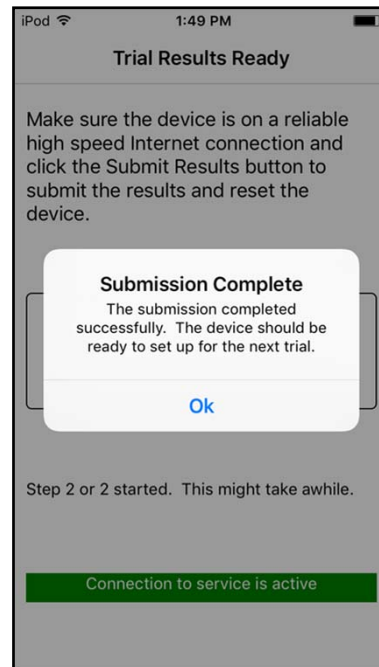 iPod 1:49 PM
Trial Results Ready
Make sure the device is on a reliable
high speed Internet connection and
click the Submit Results button to
submit the results and reset the
device.
Submission Complete
The submission completed
successfully.  The device should be
ready to set up for the next trial.
Ok
Step 2 or 2 started.  This might take awhile.
Connection to service is active